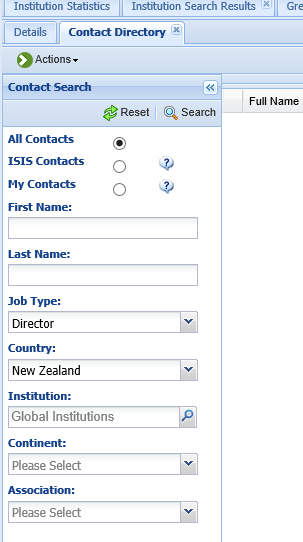 Institution Statistics Institution Search Results Gre
Details Contact Directory
Actions
Contact Search
Full Name
Reset Search
All Contacts
ISIS Contacts ?
My Contacts ?
First Name:
Last Name:
Job Type:
Director
Country:
New Zealand
Institution:
Global Institutions
Continent:
Please Select
Association:
Please Select